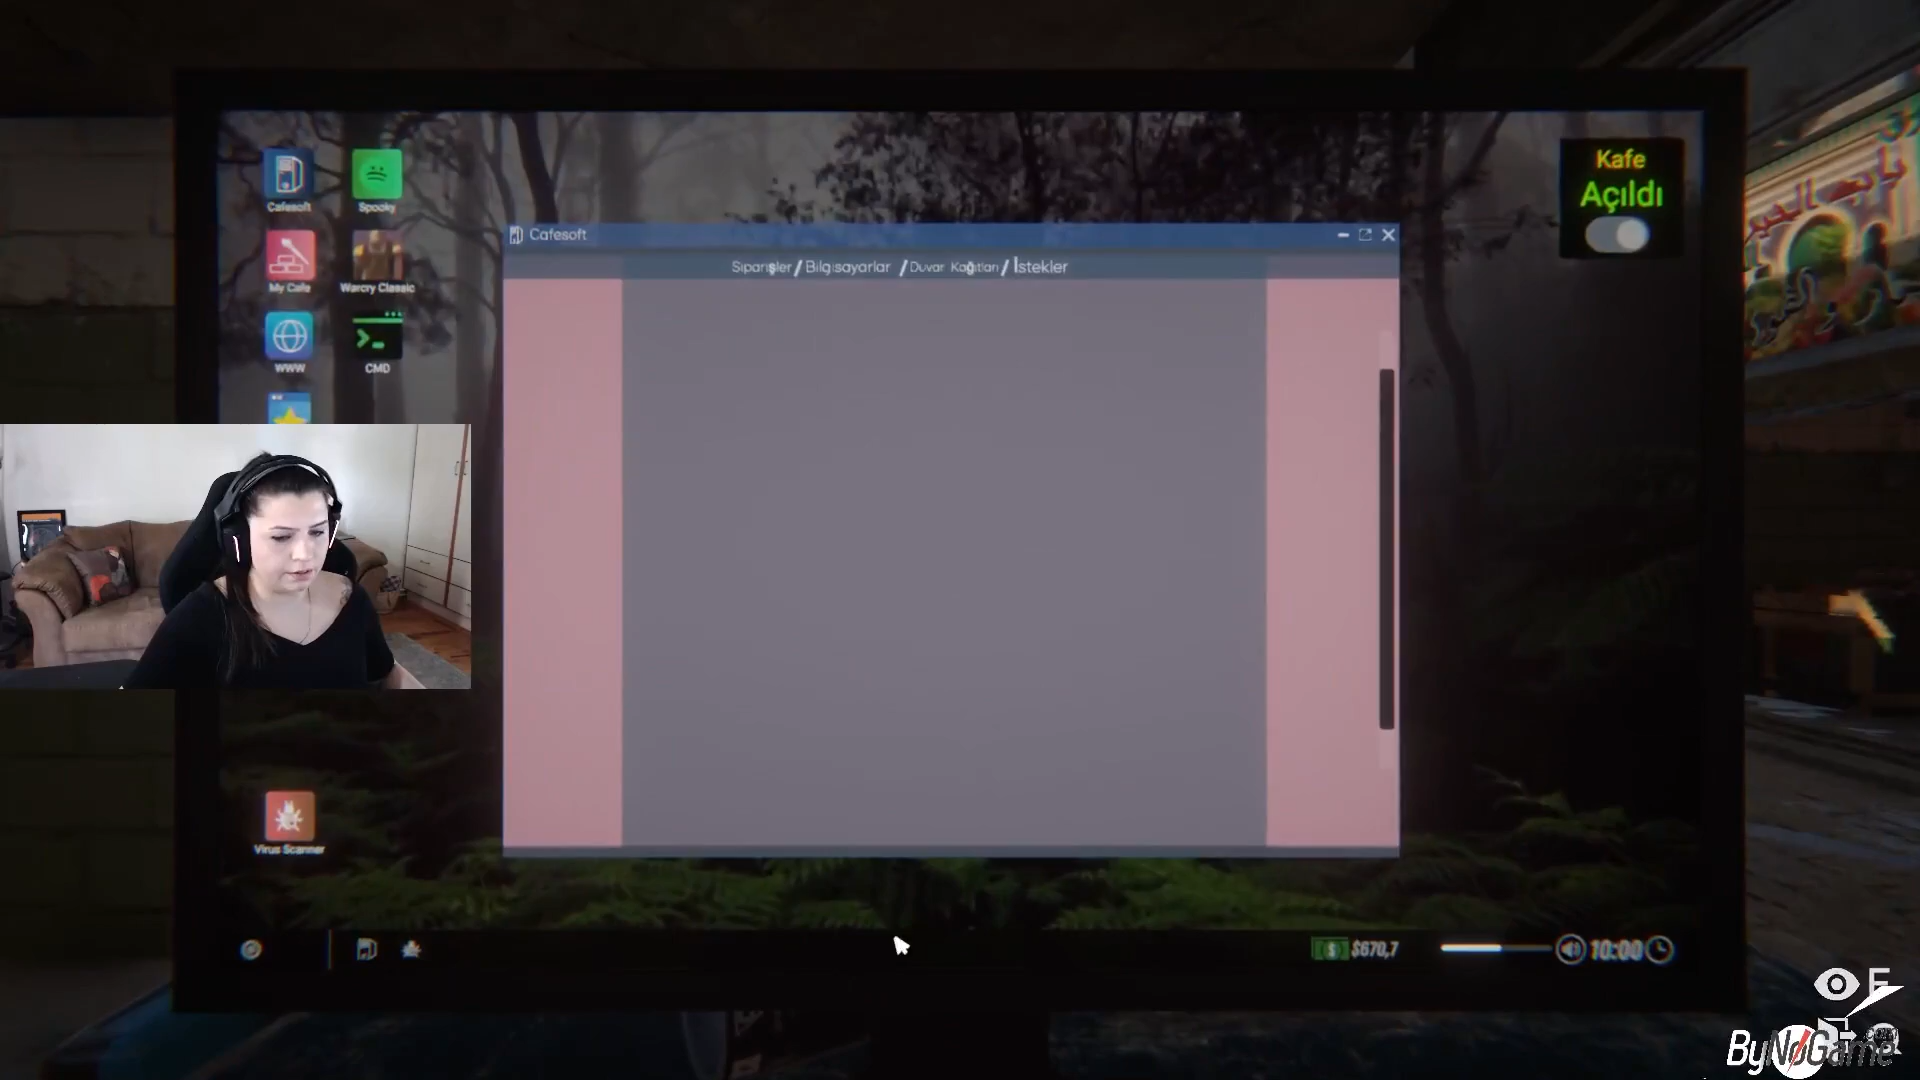 Kafe
Açıldı
Cafesoft
Spooky
Cafesoft
Siparişler / Bilgisayarlar / Duvar Kağıtları / İstekler
My Cafe
Warcry Classic
WWW
CMD
Virus Scanner
$670,7
10:00
E
ByNoGame